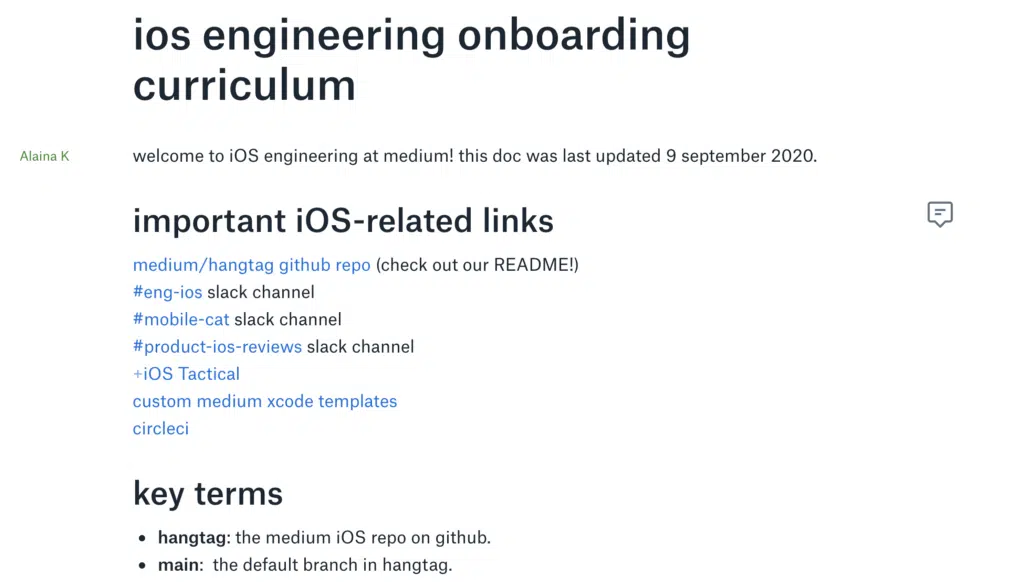 ios engineering onboarding
curriculum
Alaina K
welcome to iOS engineering at medium! this doc was last updated 9 september 2020.
important iOS-related links
medium/hangtag github repo (check out our README!)
#eng-ios slack channel
#mobile-cat slack channel
#product-ios-reviews slack channel
+iOS Tactical
custom medium xcode templates
circleci
key terms
• hangtag: the medium iOS repo on github.
• main: the default branch in hangtag.